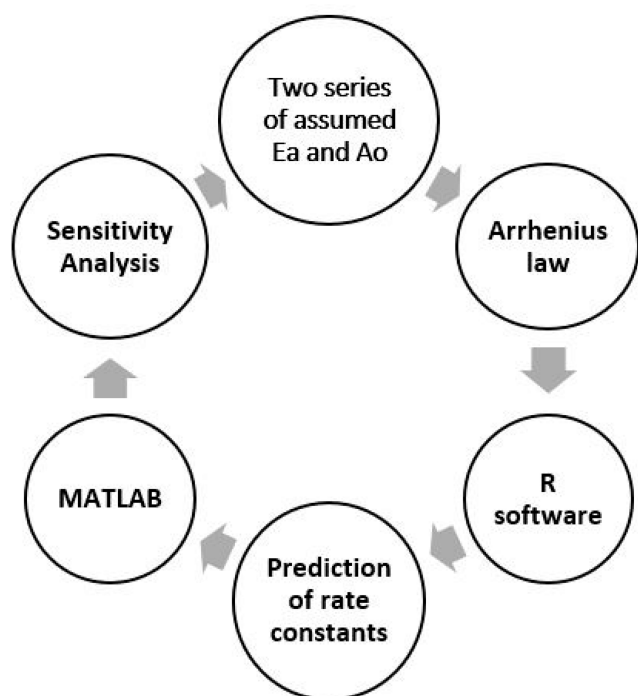 Two series
of assumed
Ea and Ao
Arrhenius
law
R
software
Prediction
of rate
constants
MATLAB
Sensitivity
Analysis